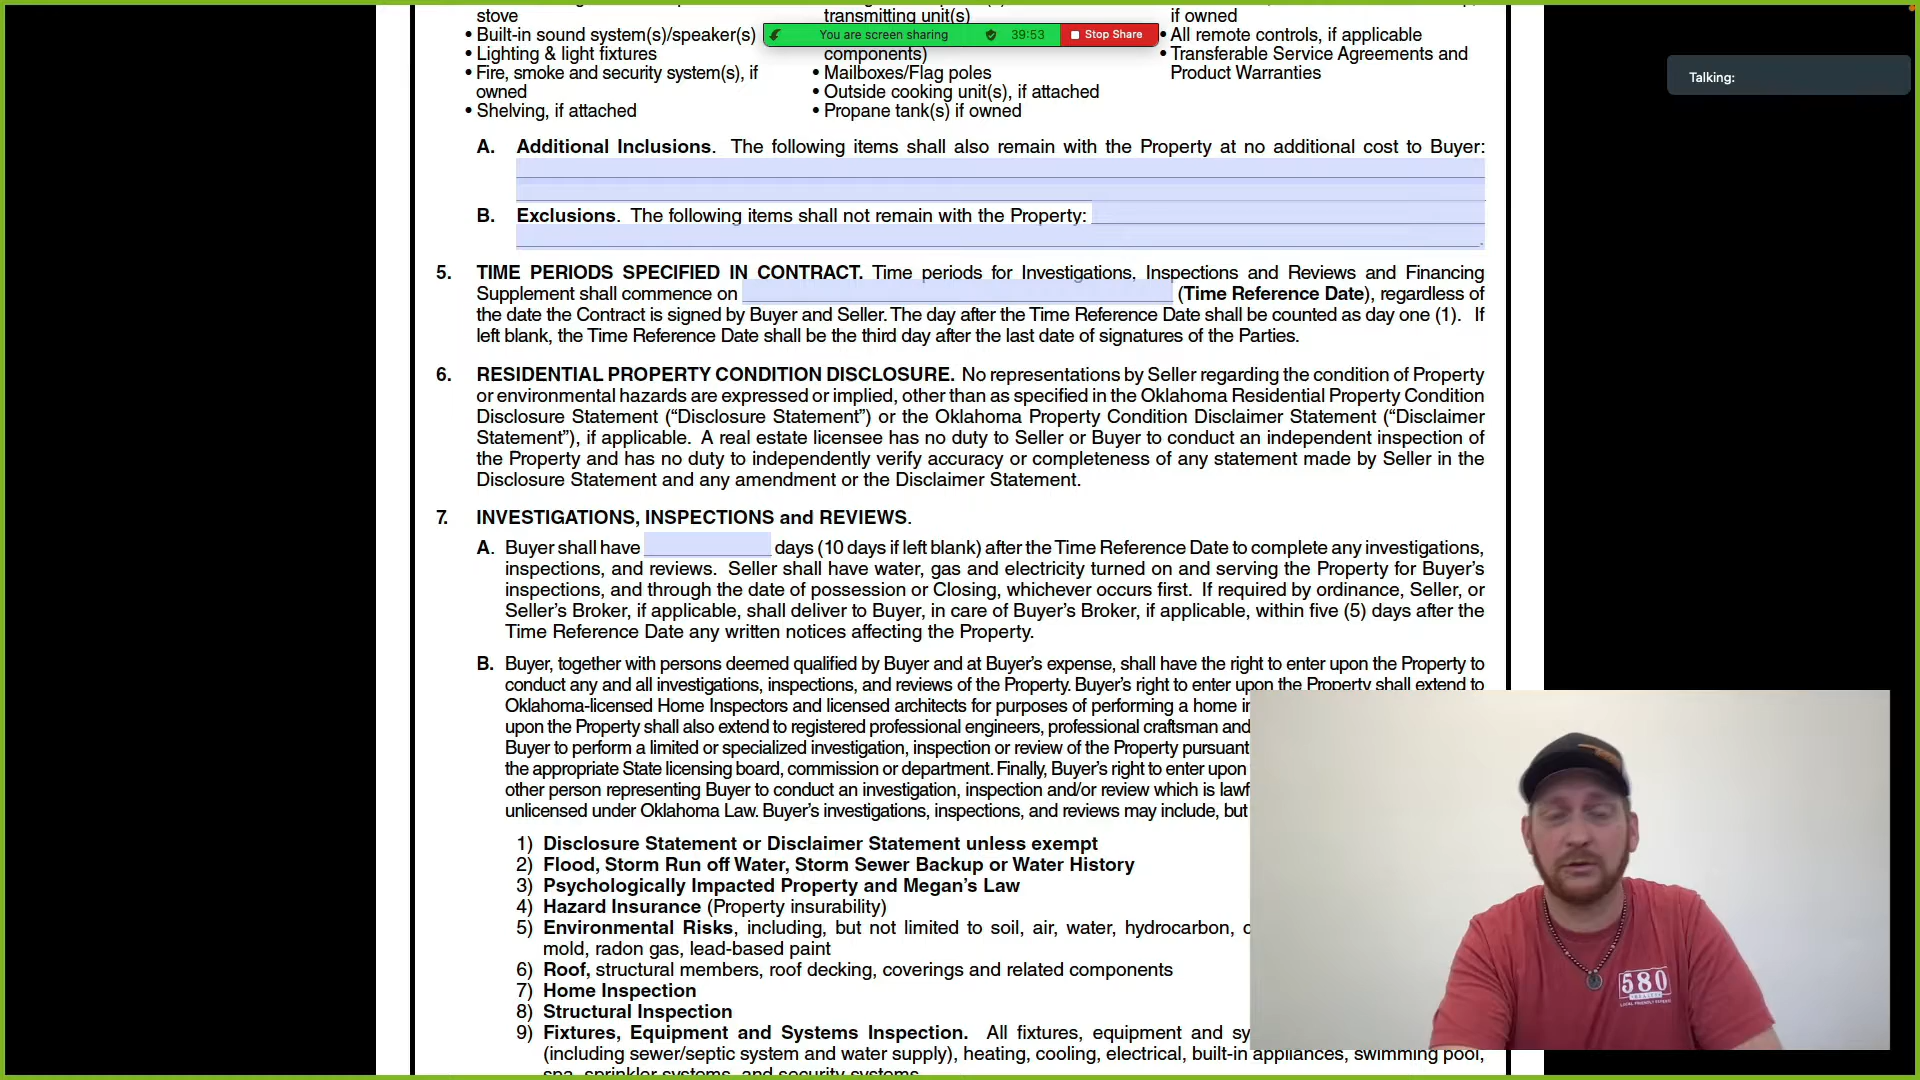 stove
• Built-in sound system(s)/speaker(s)
• Lighting & light fixtures
• Fire, smoke and security system(s), if
owned
• Shelving, if attached
transmitting unit(s)
components)
• Mailboxes/Flag poles
• Outside cooking unit(s), if attached
• Propane tank(s) if owned
if owned
• All remote controls, if applicable
• Transferable Service Agreements and
Product Warranties
You are screen sharing 39:53 Stop Share
Talking:
A. Additional Inclusions. The following items shall also remain with the Property at no additional cost to Buyer:
B. Exclusions. The following items shall not remain with the Property:
.
5. TIME PERIODS SPECIFIED IN CONTRACT. Time periods for Investigations, Inspections and Reviews and Financing
Supplement shall commence on (Time Reference Date), regardless of
the date the Contract is signed by Buyer and Seller. The day after the Time Reference Date shall be counted as day one (1). If
left blank, the Time Reference Date shall be the third day after the last date of signatures of the Parties.
6. RESIDENTIAL PROPERTY CONDITION DISCLOSURE. No representations by Seller regarding the condition of Property
or environmental hazards are expressed or implied, other than as specified in the Oklahoma Residential Property Condition
Disclosure Statement (“Disclosure Statement”) or the Oklahoma Property Condition Disclaimer Statement (“Disclaimer
Statement”), if applicable. A real estate licensee has no duty to Seller or Buyer to conduct an independent inspection of
the Property and has no duty to independently verify accuracy or completeness of any statement made by Seller in the
Disclosure Statement and any amendment or the Disclaimer Statement.
7. INVESTIGATIONS, INSPECTIONS and REVIEWS.
A. Buyer shall have days (10 days if left blank) after the Time Reference Date to complete any investigations,
inspections, and reviews. Seller shall have water, gas and electricity turned on and serving the Property for Buyer’s
inspections, and through the date of possession or Closing, whichever occurs first. If required by ordinance, Seller, or
Seller’s Broker, if applicable, shall deliver to Buyer, in care of Buyer’s Broker, if applicable, within five (5) days after the
Time Reference Date any written notices affecting the Property.
B. Buyer, together with persons deemed qualified by Buyer and at Buyer’s expense, shall have the right to enter upon the Property to
conduct any and all investigations, inspections, and reviews of the Property. Buyer’s right to enter upon the Property shall extend to
Oklahoma-licensed Home Inspectors and licensed architects for purposes of performing a home
upon the Property shall also extend to registered professional engineers, professional craftsman and
Buyer to perform a limited or specialized investigation, inspection or review of the Property pursuant
the appropriate State licensing board, commission or department. Finally, Buyer’s right to enter upon
other person representing Buyer to conduct an investigation, inspection and/or review which is
unlicensed under Oklahoma Law. Buyer’s investigations, inspections, and reviews may include, but
1) Disclosure Statement or Disclaimer Statement unless exempt
2) Flood, Storm Run off Water, Storm Sewer Backup or Water History
3) Psychologically Impacted Property and Megan’s Law
4) Hazard Insurance (Property insurability)
5) Environmental Risks, including, but not limited to soil, air, water, hydrocarbon,
mold, radon gas, lead-based paint
6) Roof, structural members, roof decking, coverings and related components
7) Home Inspection
8) Structural Inspection
9) Fixtures, Equipment and Systems Inspection. All fixtures, equipment and
(including sewer/septic system and water supply), heating, cooling, electrical, built-in appliances, swimming pool,
spa, sprinkler systems, and security systems
580